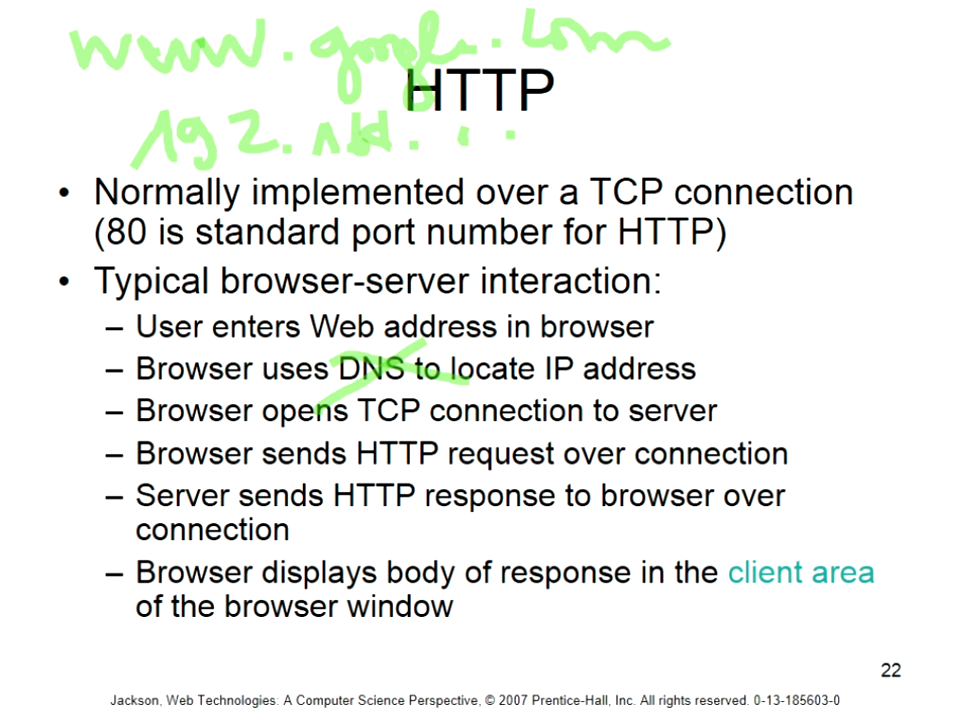 www.google.com
HTTP
192.
• Normally implemented over a TCP connection
(80 is standard port number for HTTP)
• Typical browser-server interaction:
– User enters Web address in browser
– Browser uses DNS to locate IP address
– Browser opens TCP connection to server
– Browser sends HTTP request over connection
– Server sends HTTP response to browser over
connection
– Browser displays body of response in the client area
of the browser window
22
Jackson, Web Technologies: A Computer Science Perspective, © 2007 Prentice-Hall, Inc. All rights reserved. 0-13-185603-0